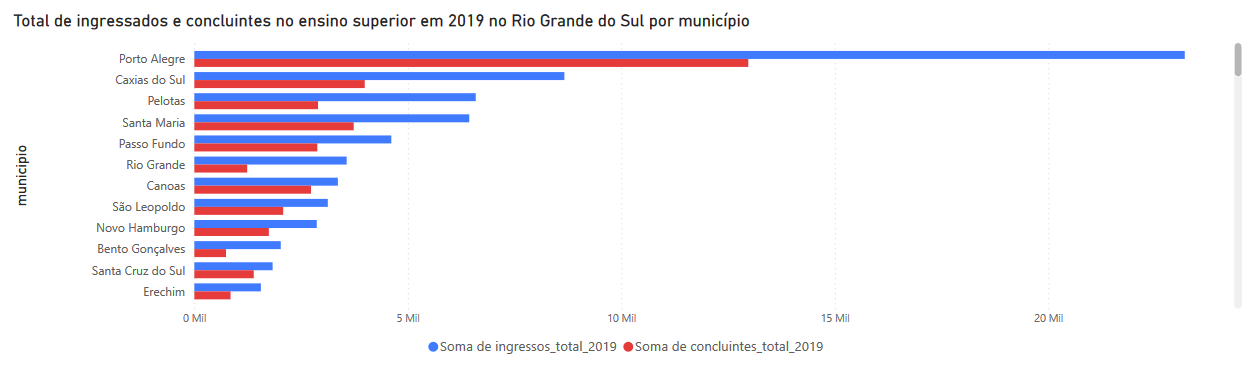 Total de ingressados e concluintes no ensino superior em 2019 no Rio Grande do Sul por município
municipio
Porto Alegre
Caxias do Sul
Pelotas
Santa Maria
Passo Fundo
Rio Grande
Canoas
São Leopoldo
Novo Hamburgo
Bento Gonçalves
Santa Cruz do Sul
Erechim
0 Mil 5 Mil 10 Mil 15 Mil 20 Mil
Soma de ingressos_total_2019 Soma de concluintes_total_2019